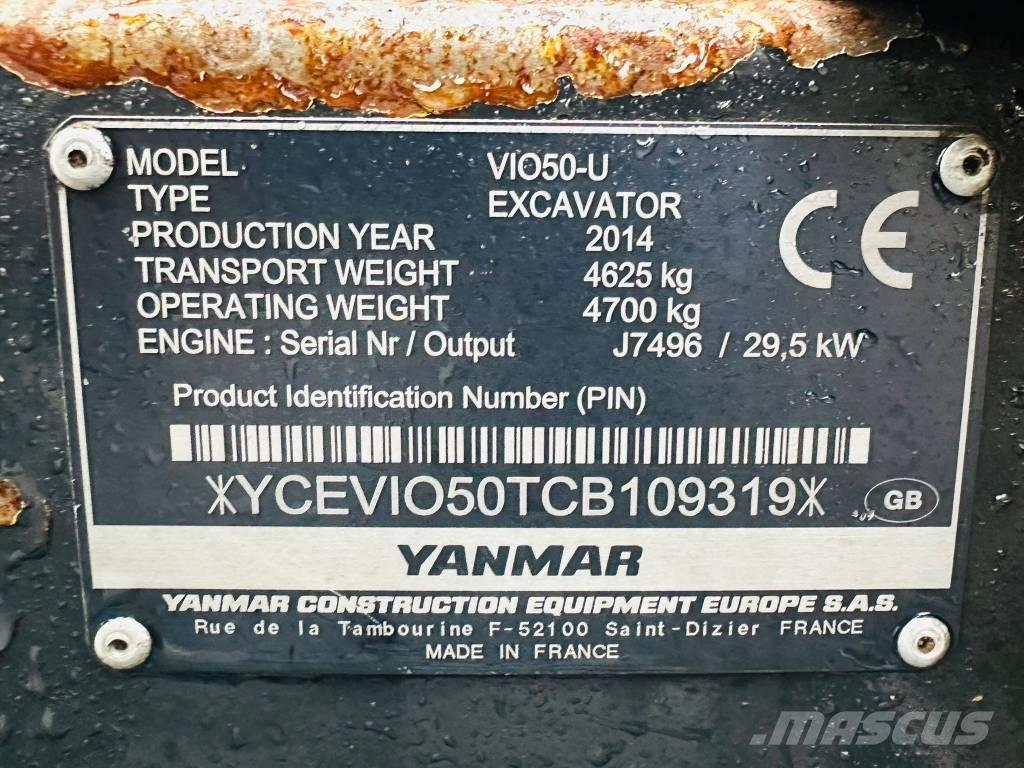 MODEL VIO50-U
TYPE EXCAVATOR
PRODUCTION YEAR 2014
TRANSPORT WEIGHT 4625 kg
OPERATING WEIGHT 4700 kg
ENGINE : Serial Nr / Output J7496 / 29,5 kW
CE
Product Identification Number (PIN)
YCEVIO50TCB109319
GB
YANMAR
YANMAR CONSTRUCTION EQUIPMENT EUROPE S.A.S.
Rue de la Tambourine F-52100 Saint-Dizier FRANCE
MADE IN FRANCE
MASCUS